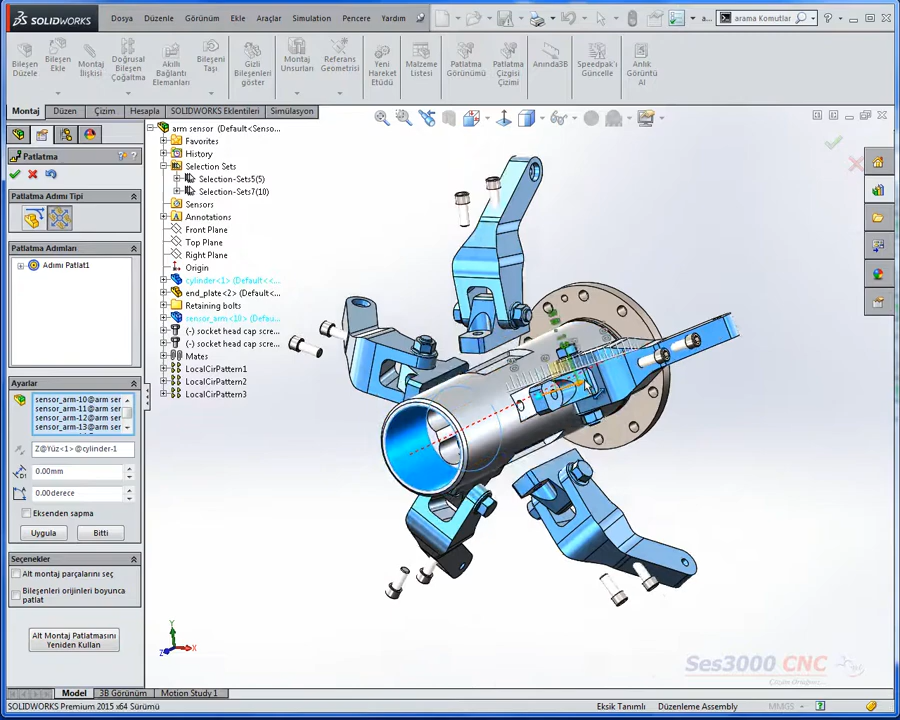 SOLIDWORKS
Dosya Düzenle Görünüm Ekle Araçlar Simulation Pencere Yardım
a...
arama Komutlar
Bileşen Düzele
Bileşen Ekle
Montaj İlişkisi
Doğrusal Bileşen Çoğaltma
Akıllı Bağlantı Elemanları
Bileşeni Taşı
Gizli Bileşenleri göster
Montaj Unsurları
Referans Geometrisi
Yeni Hareket Etüdü
Malzeme Listesi
Patlatma Görünümü
Patlatma Çizgisi Çizimi
Anında3B
Speedpak'ı Güncelle
Anlık Görüntü Al
Montaj Düzen Çizim Hesapla SOLIDWORKS Eklentileri Simülasyon
Patlatma
Patlatma Adımı Tipi
Patlatma Adımları
Adımı Patlat1
Ayarlar
sensor_arm-10@arm ser
sensor_arm-11@arm ser
sensor_arm-12@arm ser
sensor_arm-13@arm ser
Z@Yüz<1>@cylinder-1
0.00mm
0.00derece
Eksenden sapma
Uygula Bitti
Seçenekler
Alt montaj parçalarını seç
Bileşenleri orijinleri boyunca
patlat
Alt Montaj Patlatmasını
Yeniden Kullan
arm sensor (Default<Senso...
Favorites
History
Selection Sets
Selection-Sets5(5)
Selection-Sets7(10)
Sensors
Annotations
Front Plane
Top Plane
Right Plane
Origin
cylinder<1> (Default<<...
end_plate<2> (Default<...
Retaining bolts
sensor_arm<10> (Defau...
(-) socket head cap scre...
(-) socket head cap scre...
Mates
LocalCirPattern1
LocalCirPattern2
LocalCirPattern3
Y
X
Z
Ses3000 CNC
Model 3B Görünüm Motion Study 1
SOLIDWORKS Premium 2015 x64 Sürümü
Eksik Tanımlı Düzenleme Assembly MMGS